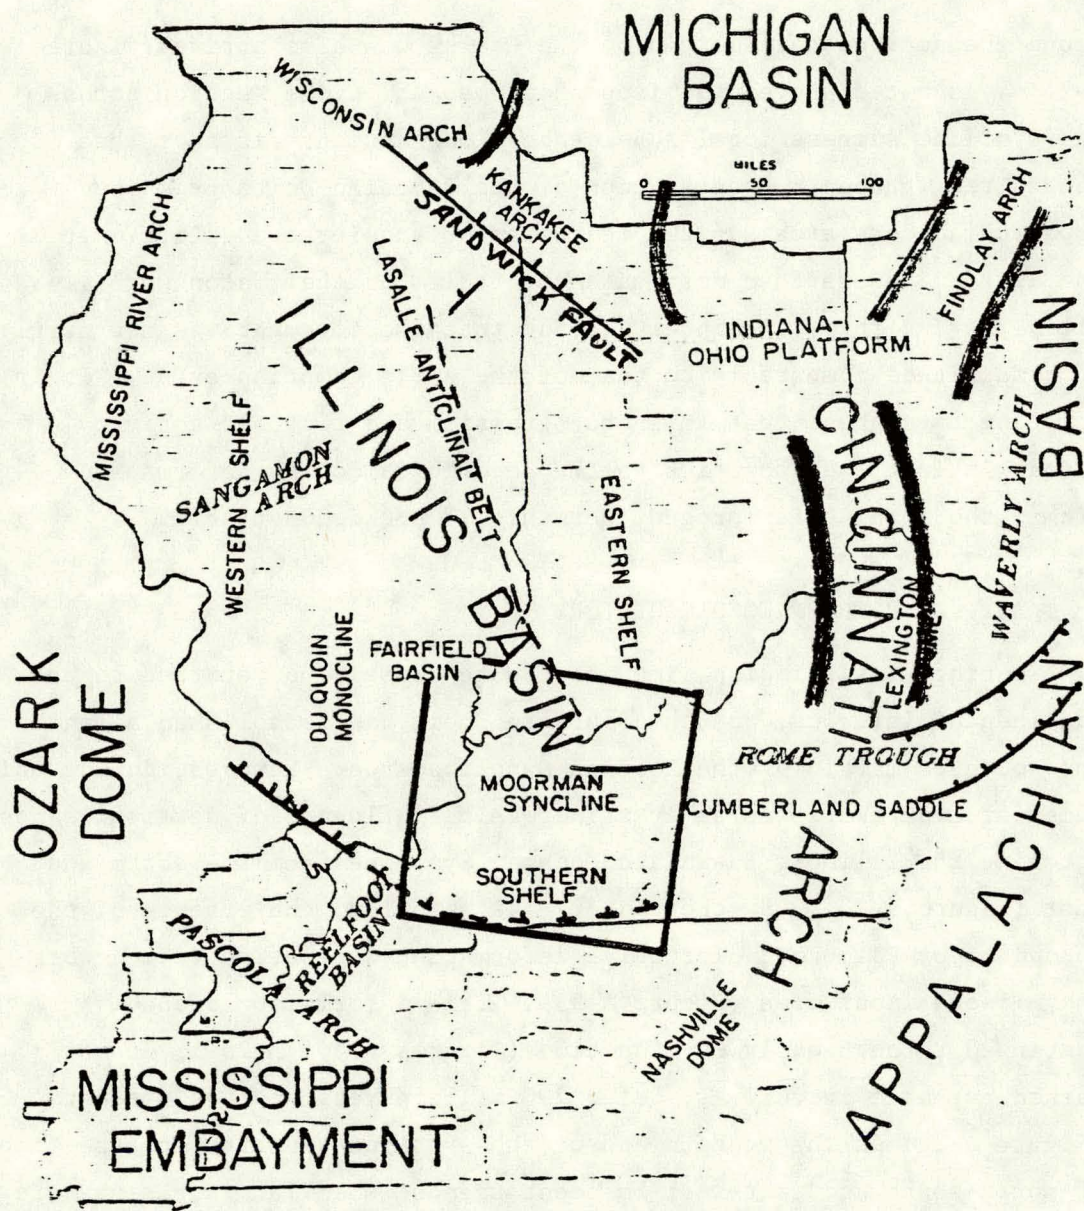 MICHIGAN
BASIN
WISCONSIN ARCH
MILES
0 50 100
KANKAKEE
ARCH
SANDWICK FAULT
FINDLAY ARCH
MISSISSIPPI RIVER ARCH
LASALLE ANTICLINAL BELT
INDIANA-
OHIO PLATFORM
ILLINOIS
BASIN
WESTERN SHELF
SANGAMON
ARCH
EASTERN SHELF
CINCINNATI
ARCH
LEXINGTON
WAVERLY ARCH
APPALACHIAN
BASIN
OZARK
DOME
DU QUOIN
MONOCLINE
FAIRFIELD
BASIN
ROME TROUGH
MOORMAN
SYNCLINE
CUMBERLAND SADDLE
SOUTHERN
SHELF
REELFOOT
BASIN
PASCOLA ARCH
NASHVILLE
DOME
MISSISSIPPI
EMBAYMENT